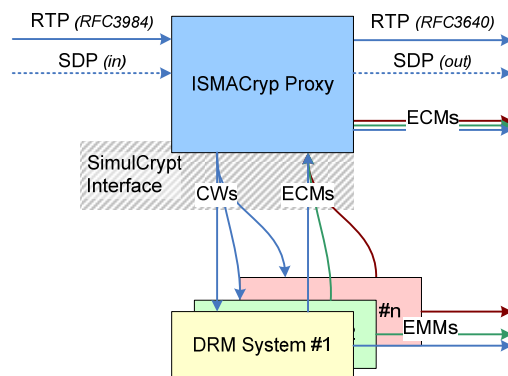 RTP (RFC3984)
RTP (RFC3640)
SDP (in)
SDP (out)
ISMACryp Proxy
ECMs
SimulCrypt
Interface
CWs
ECMs
#n
EMMs
DRM System #1